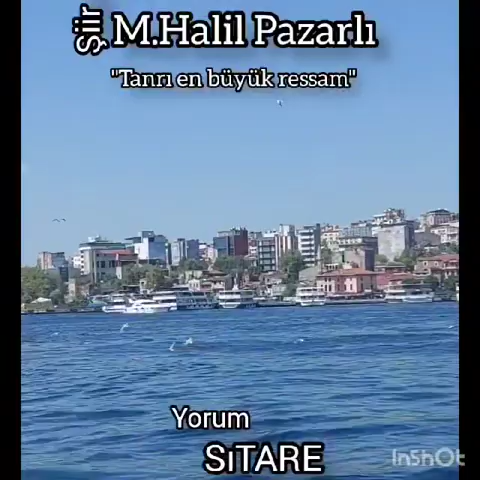 Şiir M.Halil Pazarlı
"Tanrı en büyük ressam"
Yorum
SıTARE
InShOt